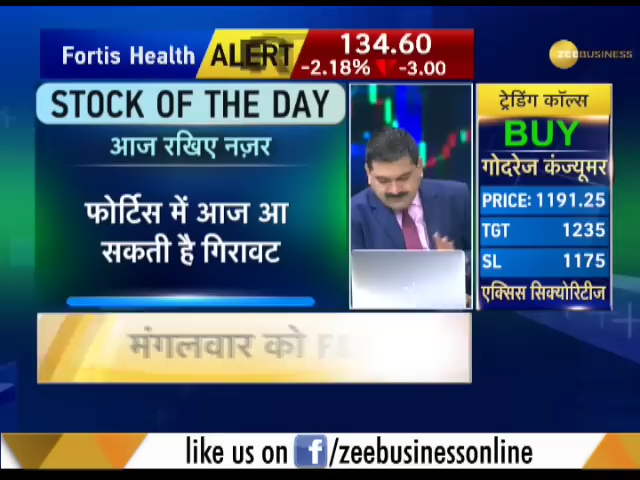 Fortis Health
ALERT
134.60
-2.18% -3.00
ZEEBUSINESS
STOCK OF THE DAY
आज रखिए नज़र
फोर्टिस में आज आ
सकती है गिरावट
ट्रेडिंग कॉल्स
BUY
गोदरेज कंज्यूमर
PRICE: 1191.25
TGT 1235
SL 1175
एक्सिस सिक्योरिटीज
मंगलवार को
like us on f/zeebusinessonline